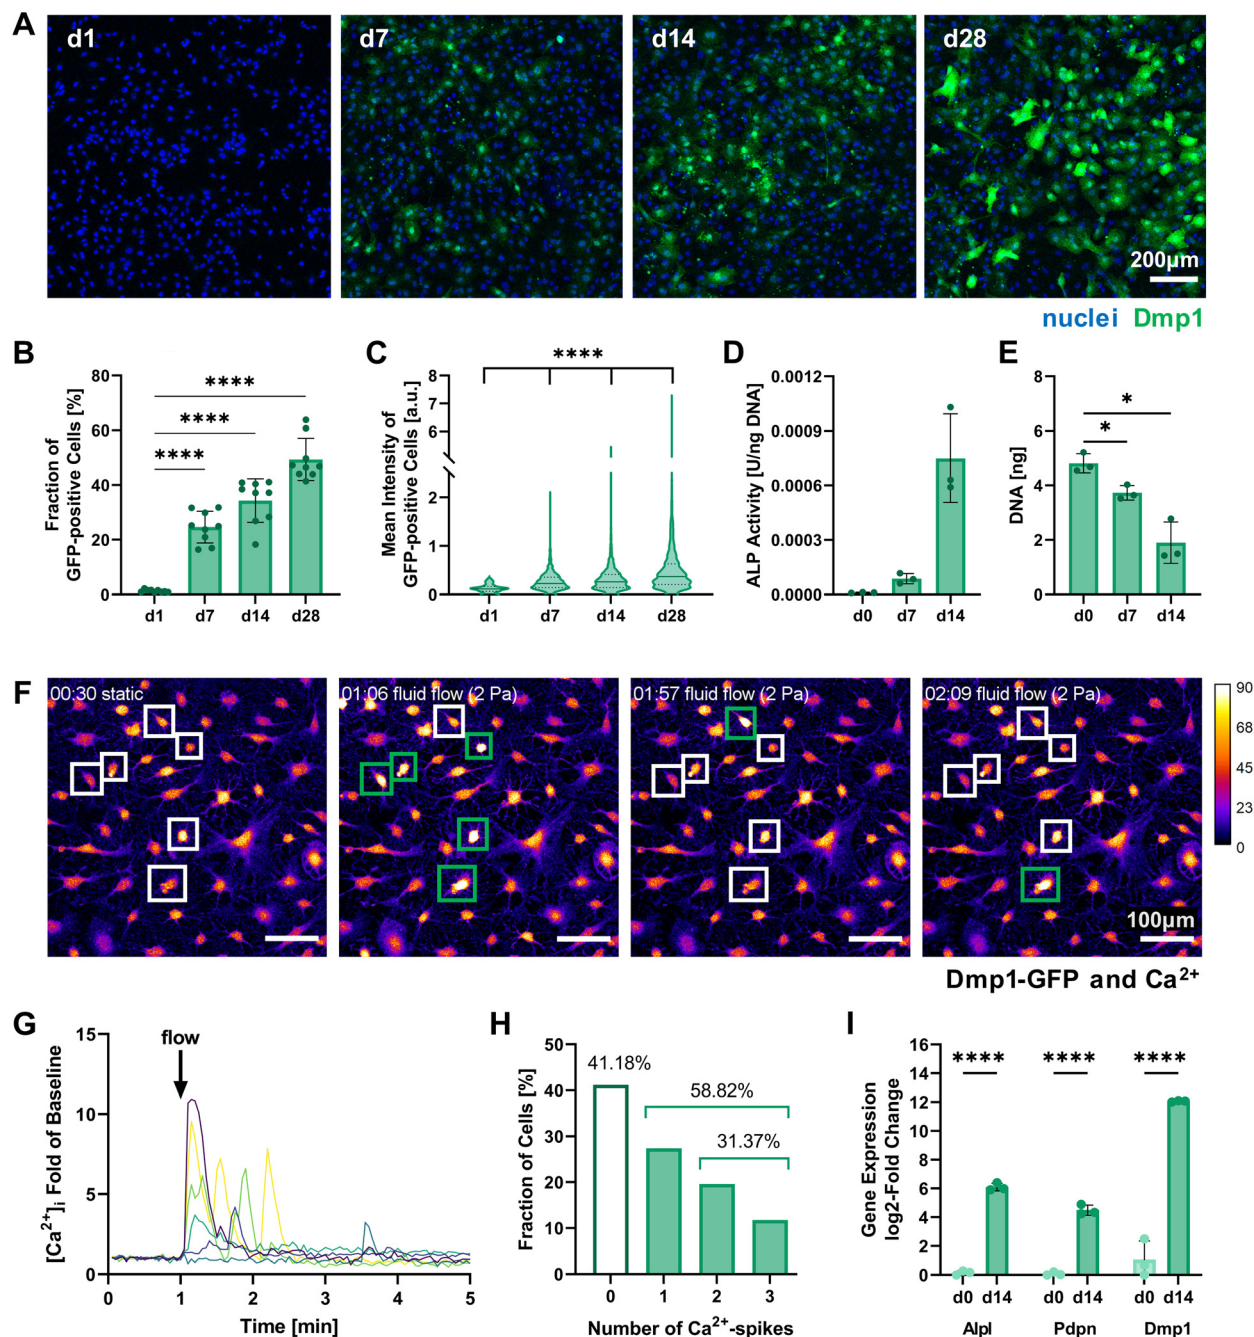 A
d1 d7 d14 d28
200µm
nuclei Dmp1
B
Fraction of
GFP-positive Cells [%]
80
60
40
20
0
****
****
****
d1 d7 d14 d28
C
Mean Intensity of
GFP-positive Cells [a.u.]
8
6
2
1
0
****
d1 d7 d14 d28
D
ALP Activity [U/ng DNA]
0.0012
0.0009
0.0006
0.0003
0.0000
d0 d7 d14
E
DNA [ng]
8
6
4
2
0
*
*
d0 d7 d14
F
00:30 static 01:06 fluid flow (2 Pa) 01:57 fluid flow (2 Pa) 02:09 fluid flow (2 Pa)
90
68
45
23
0
100µm
Dmp1-GFP and Ca²⁺
G
[Ca²⁺]ᵢ Fold of Baseline
15
10
5
0
flow
0 1 2 3 4 5
Time [min]
H
Fraction of Cells [%]
50
40
30
20
10
0
41.18%
58.82%
31.37%
0 1 2 3
Number of Ca²⁺-spikes
I
Gene Expression
log2-Fold Change
16
14
12
10
8
6
4
2
0
**** **** ****
d0 d14 d0 d14 d0 d14
Alpl Pdpn Dmp1